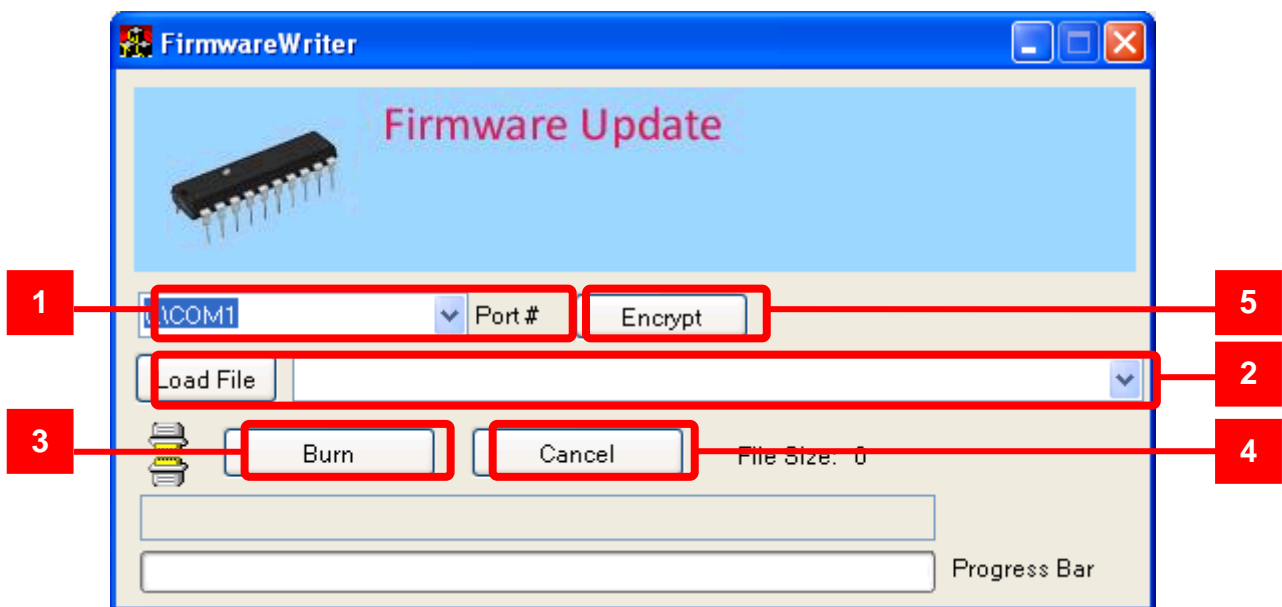 FirmwareWriter
Firmware Update
1
\\.\COM1 Port # Encrypt 5
Load File 2
3 Burn Cancel File Size: 0 4
Progress Bar